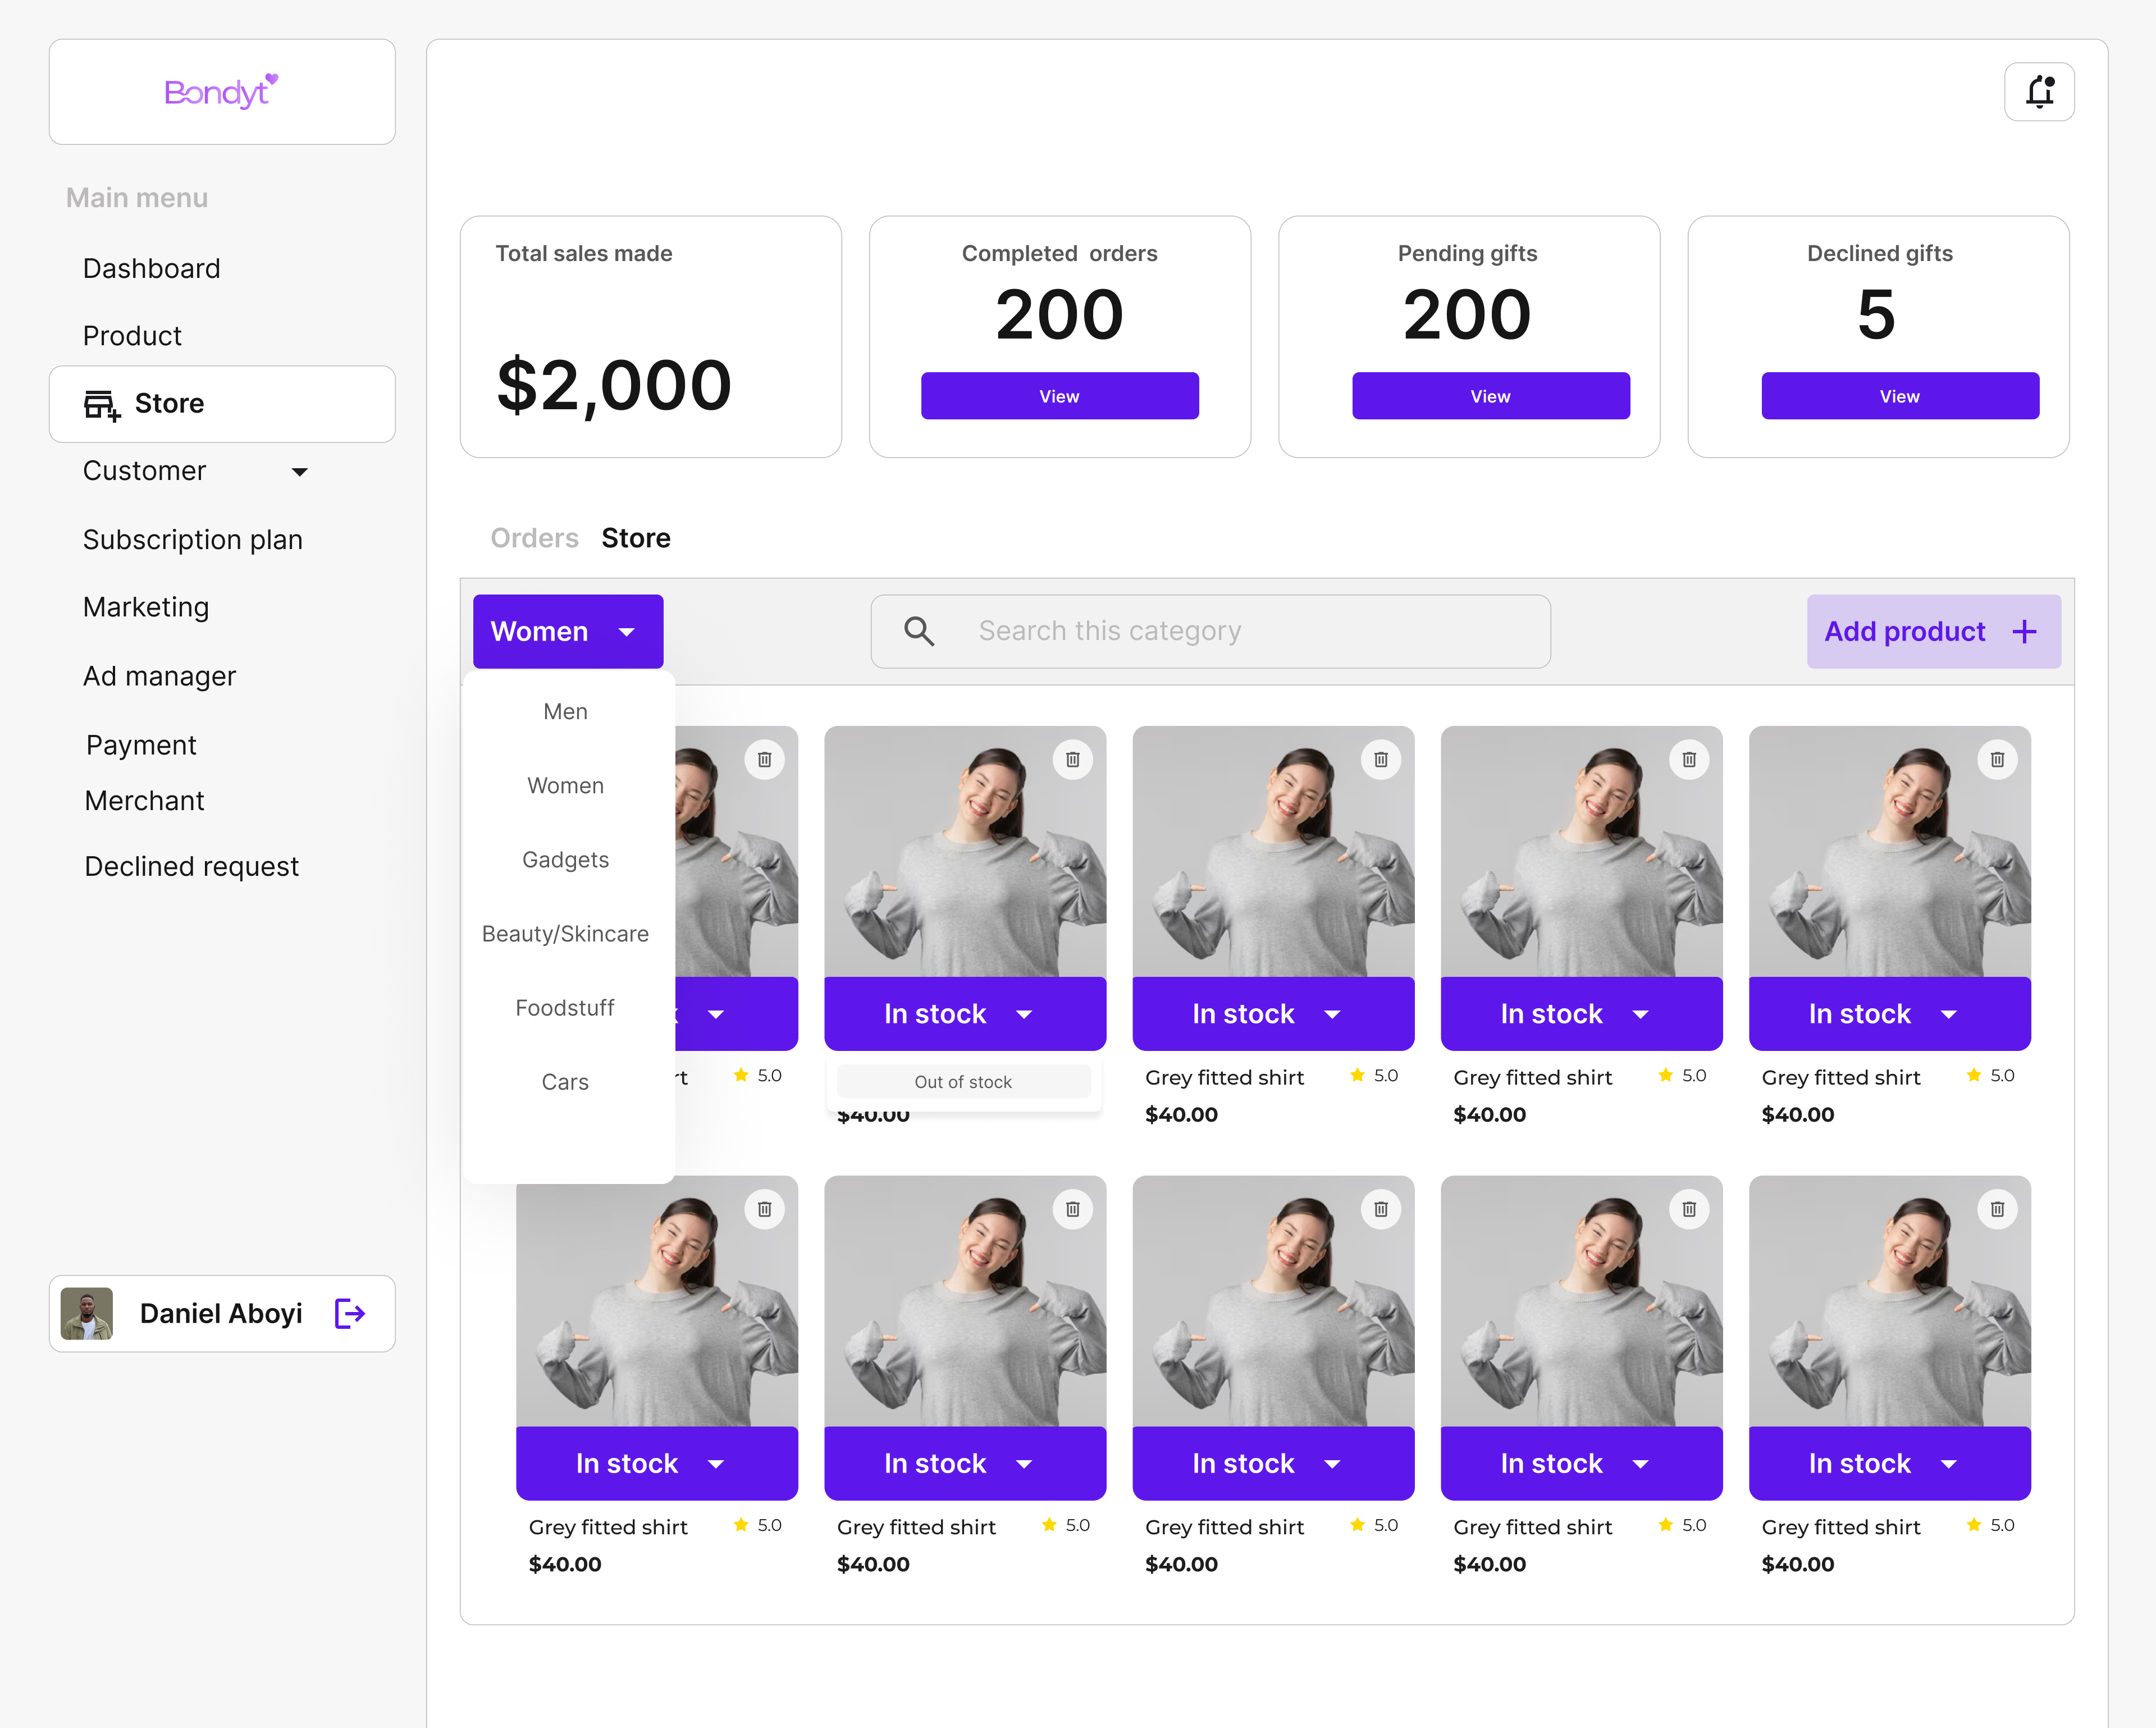 Bondyt
Main menu
Dashboard
Product
Store
Customer
Subscription plan
Marketing
Ad manager
Payment
Merchant
Declined request
Daniel Aboyi
Total sales made
$2,000
Completed  orders
200
View
Pending gifts
200
View
Declined gifts
5
View
Orders Store
Women
Search this category
Add product +
Men
Women
Gadgets
Beauty/Skincare
Foodstuff
Cars
In stock In stock In stock In stock
5.0 Out of stock Grey fitted shirt 5.0 Grey fitted shirt 5.0 Grey fitted shirt 5.0
$40.00 $40.00 $40.00 $40.00
In stock In stock In stock In stock In stock
Grey fitted shirt 5.0 Grey fitted shirt 5.0 Grey fitted shirt 5.0 Grey fitted shirt 5.0 Grey fitted shirt 5.0
$40.00 $40.00 $40.00 $40.00 $40.00